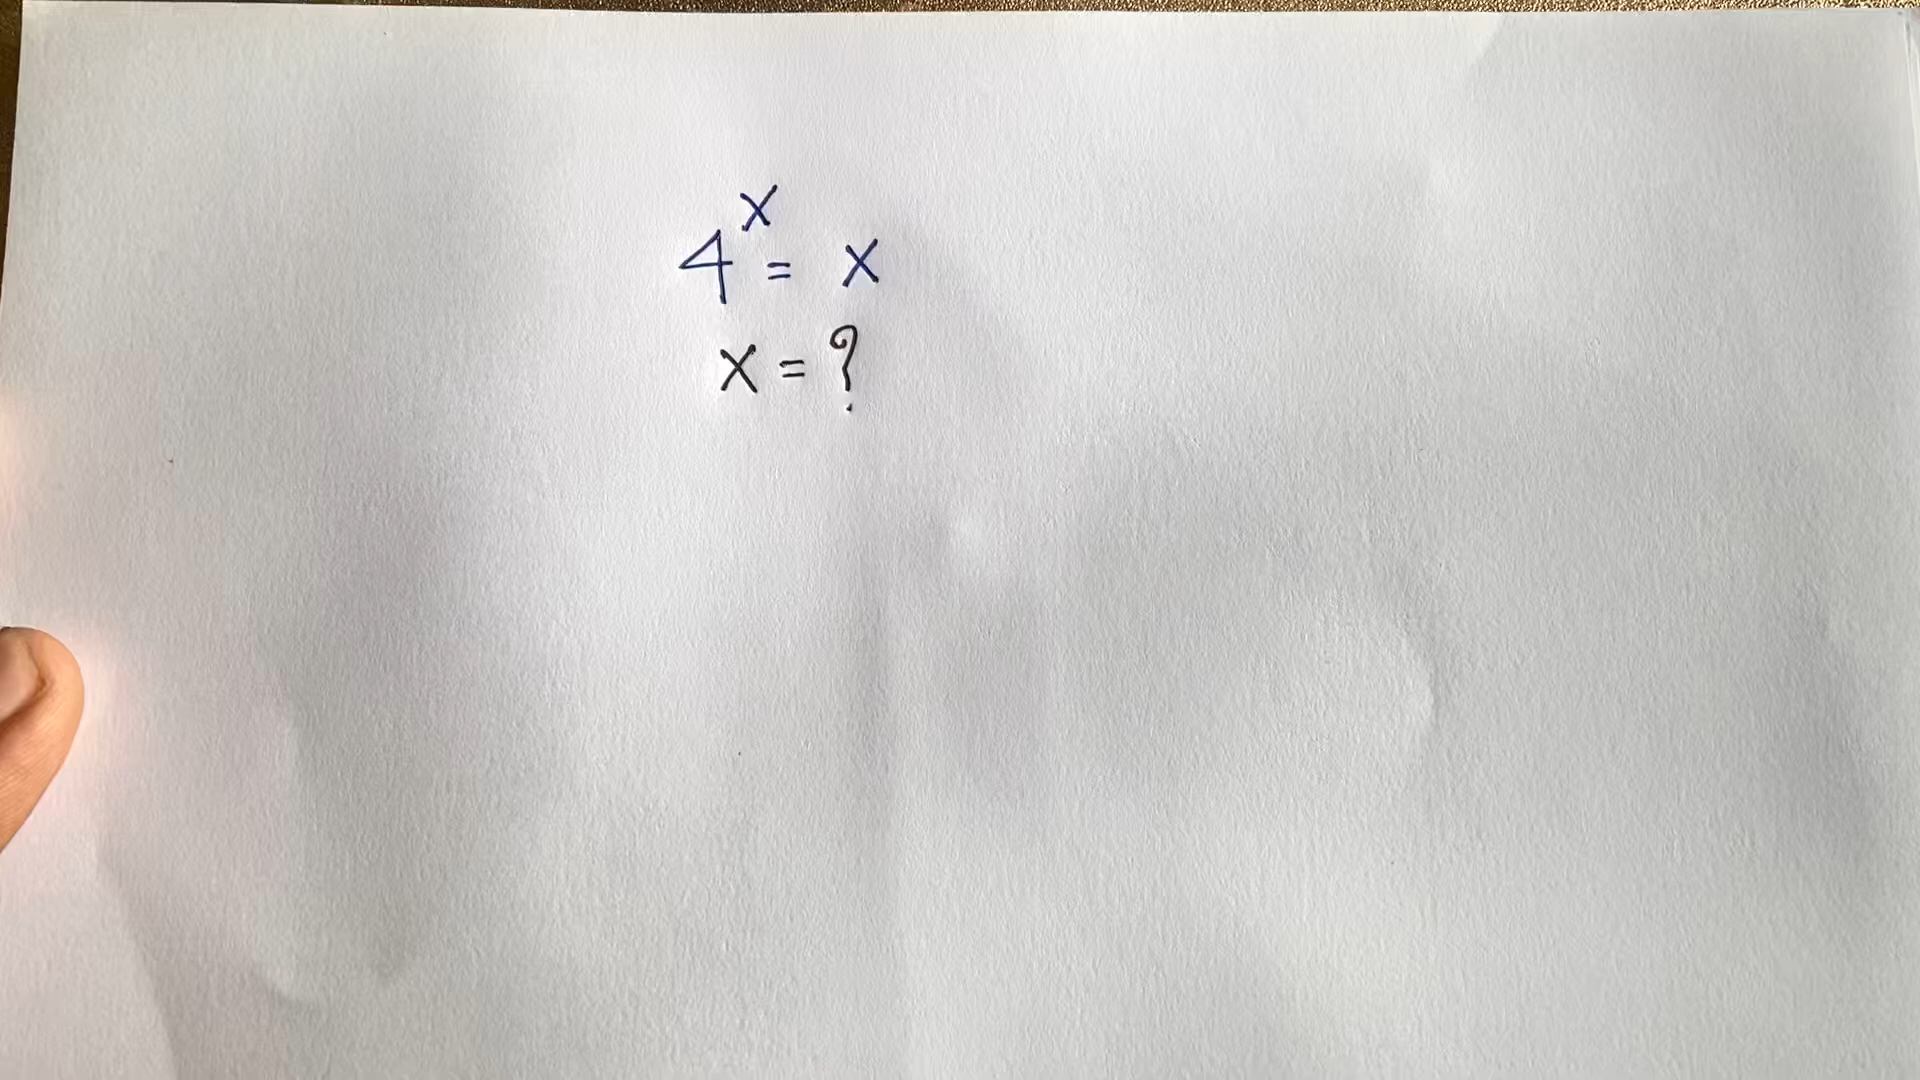 4^x = x
x = ?